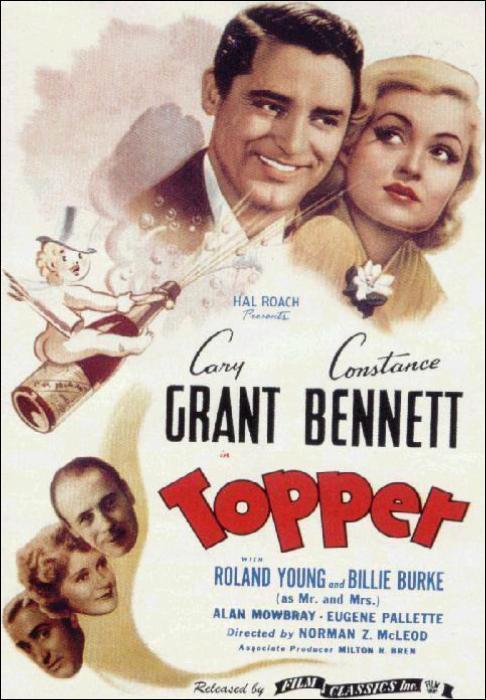 HAL ROACH
Presents
Cary Constance
GRANT BENNETT
in
Topper
WITH
ROLAND YOUNG and BILLIE BURKE
(as Mr. and Mrs.)
ALAN MOWBRAY · EUGENE PALLETTE
Directed by NORMAN Z. McLEOD
Associate Producer MILTON H. BREN
Released by FILM CLASSICS Inc.